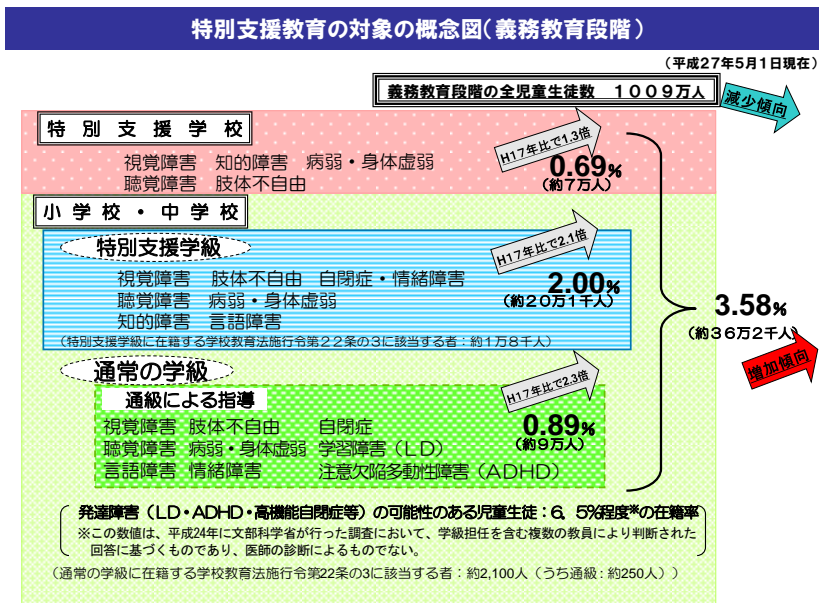 特別支援教育の対象の概念図(義務教育段階)
(平成27年5月1日現在)
義務教育段階の全児童生徒数　１００９万人
減少傾向
特別支援学校
H17年比で1.3倍
視覚障害　知的障害　病弱・身体虚弱
聴覚障害　肢体不自由
0.69%
(約7万人)
小学校・中学校
特別支援学級
H17年比で2.1倍
視覚障害　肢体不自由　自閉症・情緒障害
聴覚障害　病弱・身体虚弱
知的障害　言語障害
2.00%
(約20万1千人)
(特別支援学級に在籍する学校教育法施行令第２２条の３に該当する者：約１万８千人)
3.58%
(約36万2千人)
増加傾向
通常の学級
H17年比で2.3倍
通級による指導
視覚障害　肢体不自由　自閉症
聴覚障害　病弱・身体虚弱　学習障害(LD)
言語障害　情緒障害　注意欠陥多動性障害(ADHD)
0.89%
(約9万人)
発達障害(LD・ADHD・高機能自閉症等)の可能性のある児童生徒：6．5%程度※の在籍率
※この数値は、平成24年に文部科学省が行った調査において、学級担任を含む複数の教員により判断された
回答に基づくものであり、医師の診断によるものでない。
(通常の学級に在籍する学校教育法施行令第22条の3に該当する者：約2,100人(うち通級：約250人))